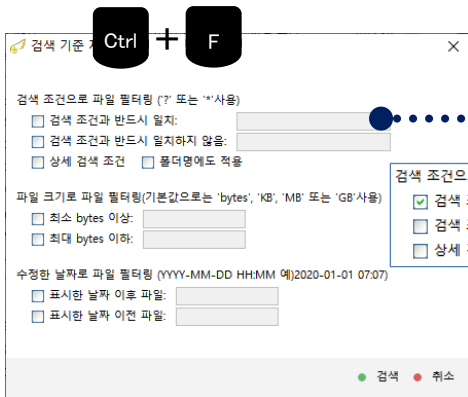 Ctrl + F
검색 기준
검색 조건으로 파일 필터링 ('?' 또는 '*'사용)
검색 조건과 반드시 일치:
검색 조건과 반드시 일치하지 않음:
상세 검색 조건 폴더명에도 적용
검색 조건으
검색
검색
상세
파일 크기로 파일 필터링(기본값으로는 'bytes', 'KB', 'MB' 또는 'GB'사용)
최소 bytes 이상:
최대 bytes 이하:
수정한 날짜로 파일 필터링 (YYYY-MM-DD HH:MM 예)2020-01-01 07:07)
표시한 날짜 이후 파일:
표시한 날짜 이전 파일:
검색 취소